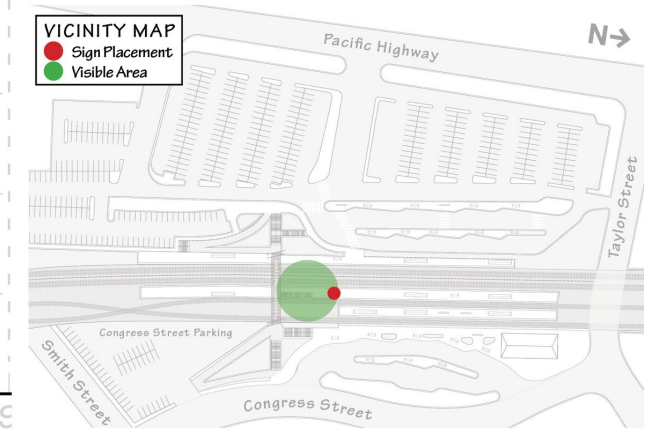 VICINITY MAP
Sign Placement
Visible Area
Pacific Highway
N
Taylor Street
Congress Street Parking
Smith Street
Congress Street